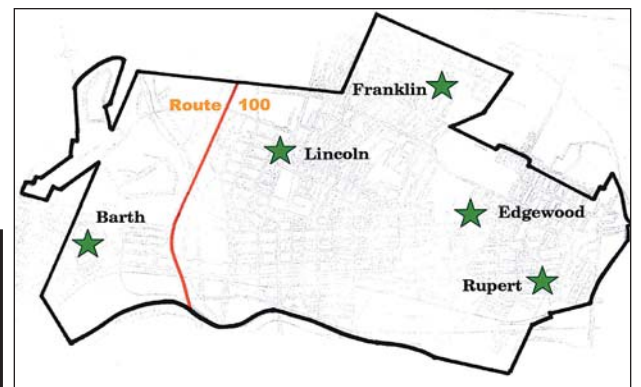 Franklin
Route 100
Lincoln
Barth
Edgewood
Rupert